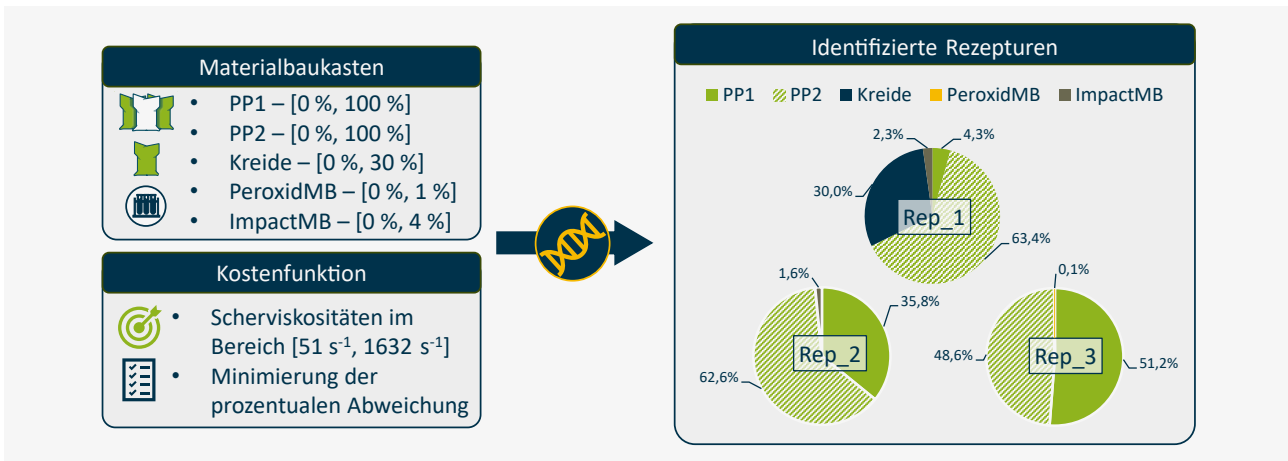 Materialbaukasten
• PP1 – [0 %, 100 %]
• PP2 – [0 %, 100 %]
• Kreide – [0 %, 30 %]
• PeroxidMB – [0 %, 1 %]
• ImpactMB – [0 %, 4 %]
Kostenfunktion
• Scherviskositäten im
Bereich [51 s⁻¹, 1632 s⁻¹]
• Minimierung der
prozentualen Abweichung
Identifizierte Rezepturen
PP1 PP2 Kreide PeroxidMB ImpactMB
2,3% 4,3%
30,0%
Rep_1
63,4%
1,6%
35,8%
Rep_2
62,6%
0,1%
48,6%
Rep_3
51,2%